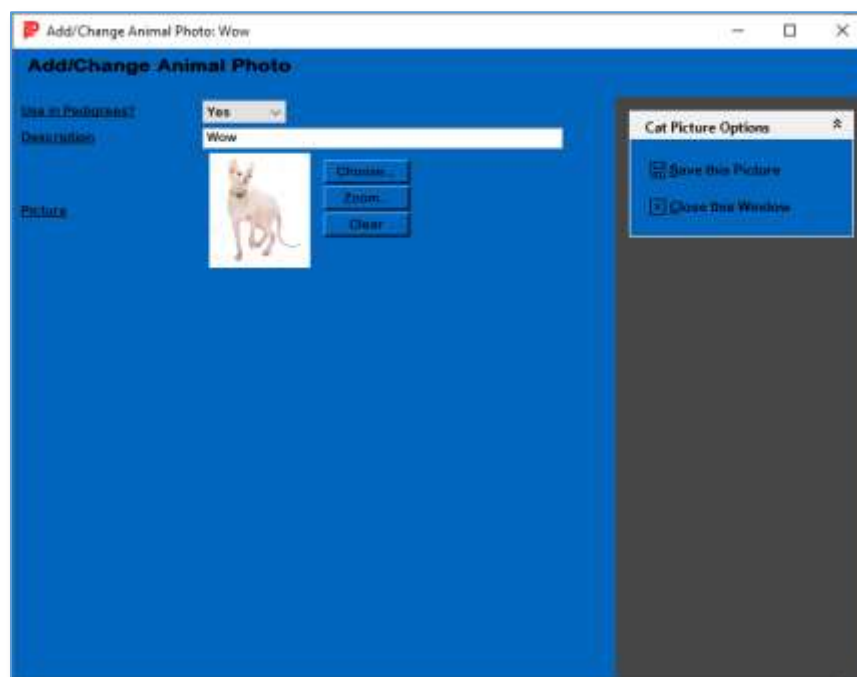 Add/Change Animal Photo: Wow
Add/Change Animal Photo
Use in Pedigrees? Yes
Description Wow
Picture
Choose...
Zoom...
Clear
Cat Picture Options
Save this Picture
Close this Window